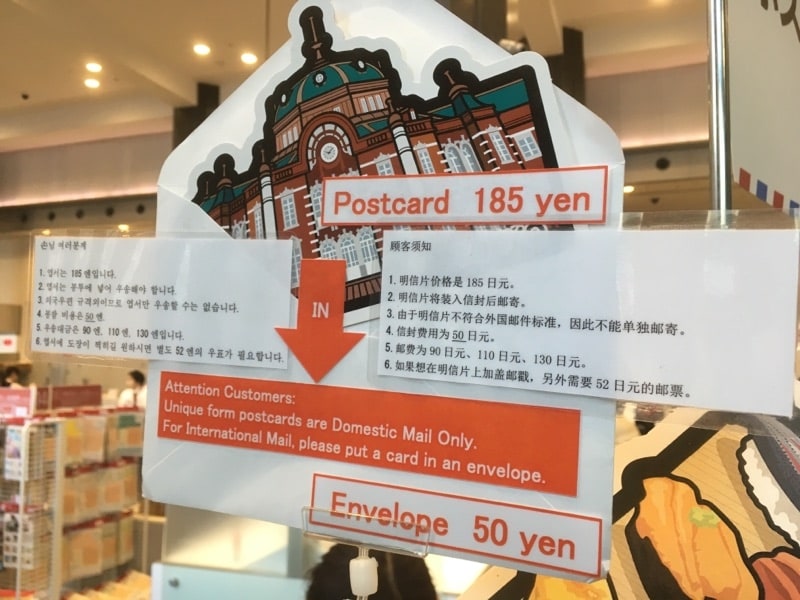 Postcard 185 yen
손님 여러분께
1. 엽서는 185 엔입니다.
2. 엽서는 봉투에 넣어 우송해야 합니다.
3. 외국우편 규격외이므로 엽서만 우송할 수는 없습니다.
4. 봉투 비용은 50 엔.
5. 우송대금은 90 엔, 110 엔, 130 엔입니다.
6. 엽서에 도장이 찍히길 원하시면 별도 52 엔의 우표가 필요합니다.
IN
顾客须知
1. 明信片价格是 185 日元。
2. 明信片将装入信封后邮寄。
3. 由于明信片不符合外国邮件标准，因此不能单独邮寄。
4. 信封费用为 50 日元。
5. 邮费为 90 日元、110 日元、130 日元。
6. 如果想在明信片上加盖邮戳，另外需要 52 日元的邮票。
Attention Customers:
Unique form postcards are Domestic Mail Only.
For International Mail, please put a card in an envelope.
Envelope 50 yen